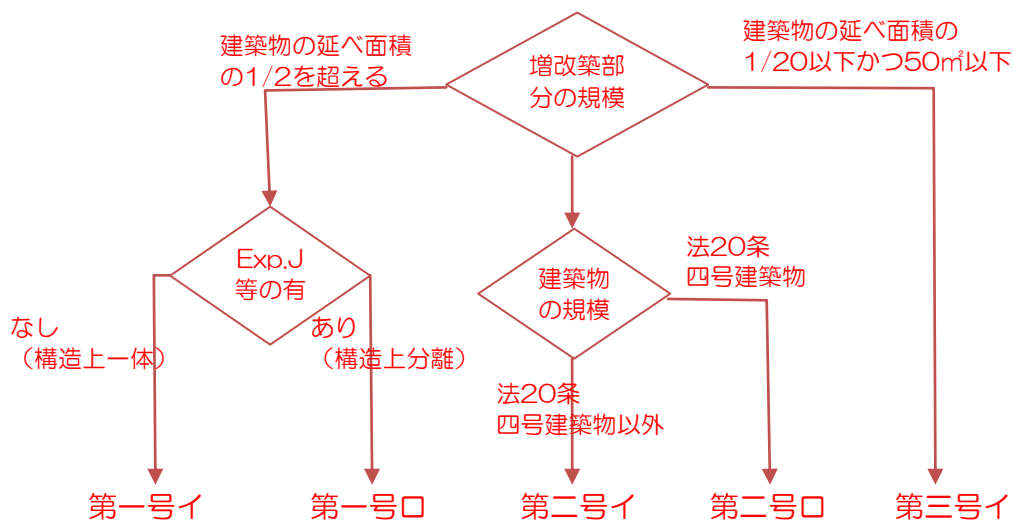 建築物の延べ面積
の1/2を超える
増改築部
分の規模
建築物の延べ面積の
1/20以下かつ50㎡以下
Exp.J
等の有
建築物
の規模
法20条
四号建築物
なし
（構造上一体）
あり
（構造上分離）
法20条
四号建築物以外
第一号イ
第一号ロ
第二号イ
第二号ロ
第三号イ